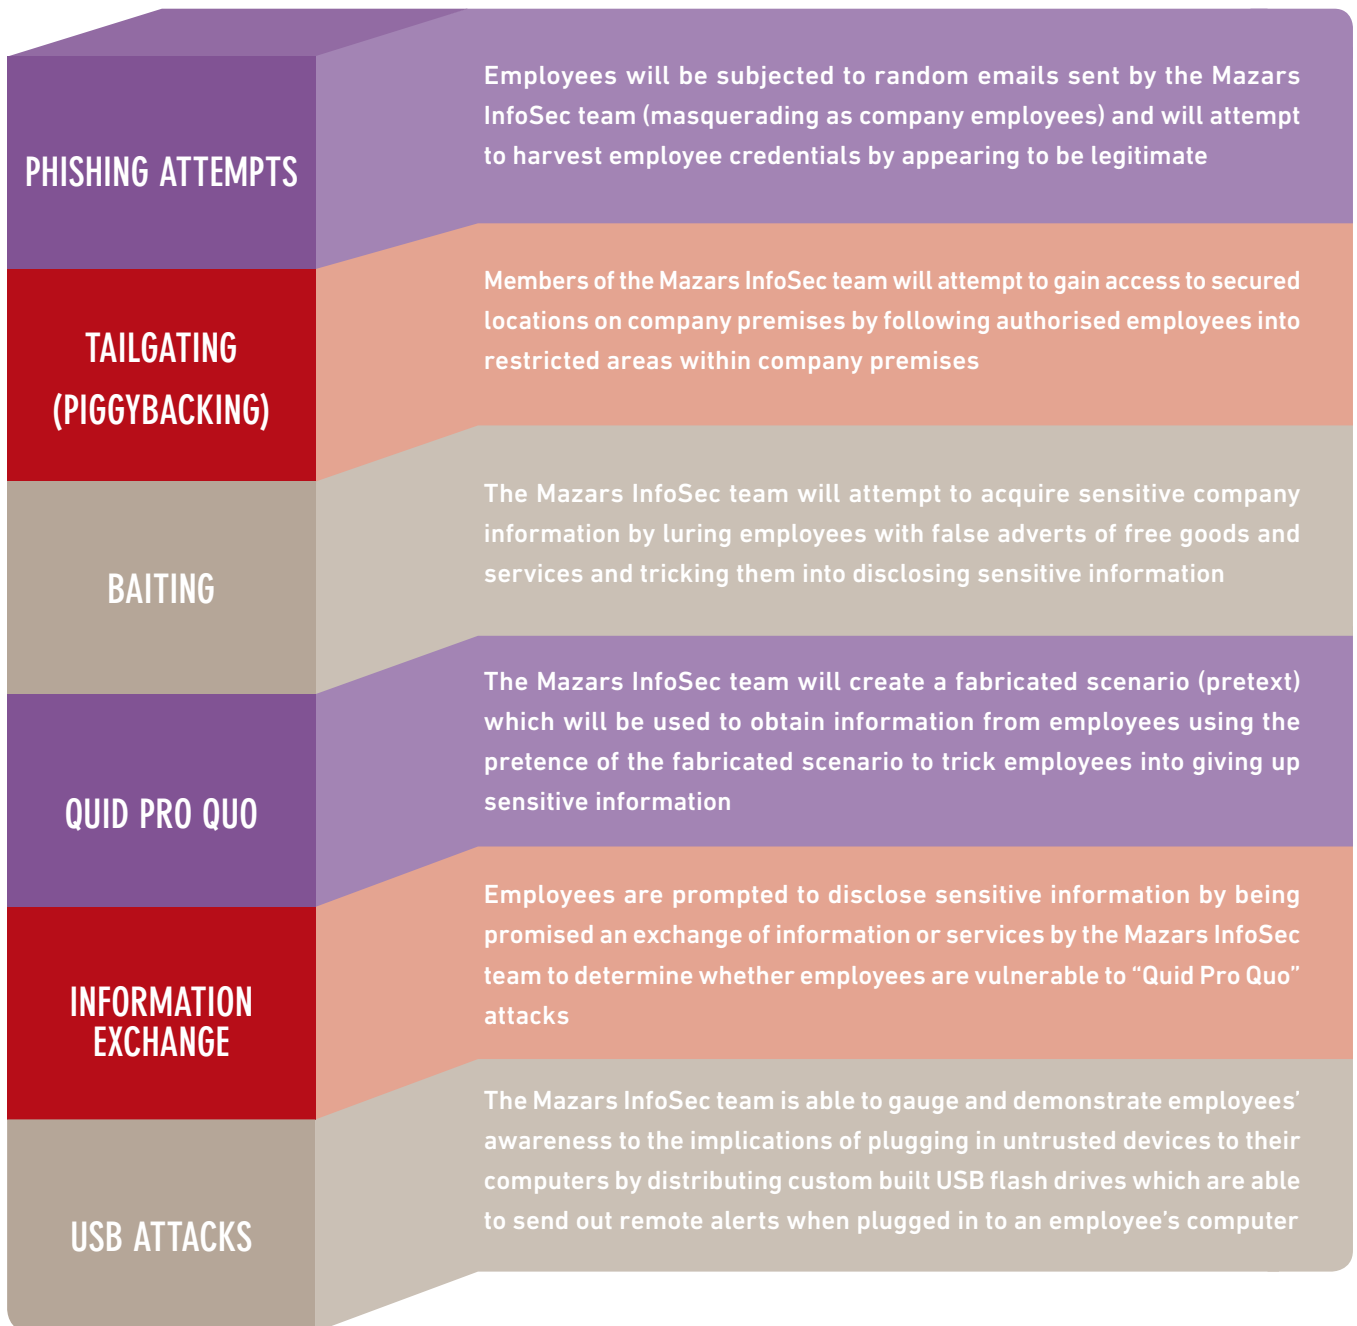 PHISHING ATTEMPTS
Employees will be subjected to random emails sent by the Mazars
InfoSec team (masquerading as company employees) and will attempt
to harvest employee credentials by appearing to be legitimate
TAILGATING
(PIGGYBACKING)
Members of the Mazars InfoSec team will attempt to gain access to secured
locations on company premises by following authorised employees into
restricted areas within company premises
BAITING
The Mazars InfoSec team will attempt to acquire sensitive company
information by luring employees with false adverts of free goods and
services and tricking them into disclosing sensitive information
QUID PRO QUO
The Mazars InfoSec team will create a fabricated scenario (pretext)
which will be used to obtain information from employees using the
pretence of the fabricated scenario to trick employees into giving up
sensitive information
INFORMATION
EXCHANGE
Employees are prompted to disclose sensitive information by being
promised an exchange of information or services by the Mazars InfoSec
team to determine whether employees are vulnerable to “Quid Pro Quo”
attacks
USB ATTACKS
The Mazars InfoSec team is able to gauge and demonstrate employees’
awareness to the implications of plugging in untrusted devices to their
computers by distributing custom built USB flash drives which are able
to send out remote alerts when plugged in to an employee’s computer